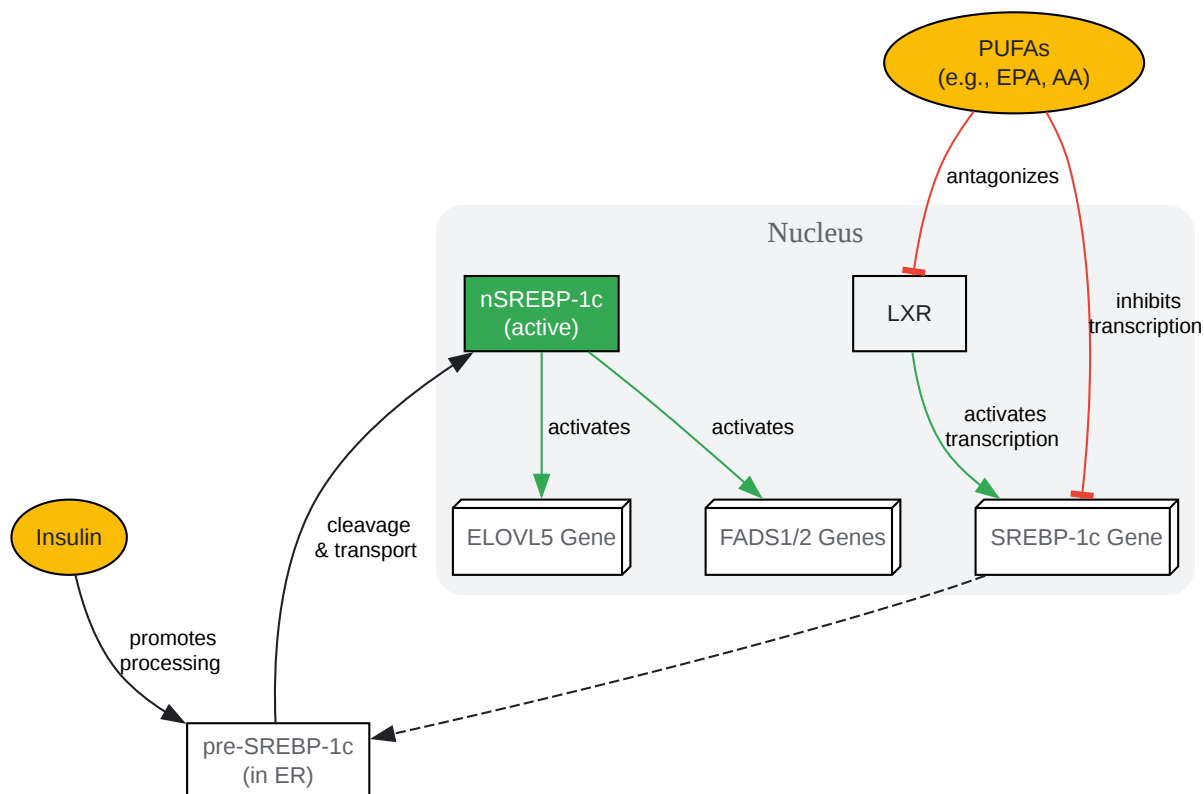 PUFAs
(e.g., EPA, AA)
antagonizes
Nucleus
nSREBP-1c
(active)
LXR
inhibits
transcription
activates
activates
activates
transcription
Insulin
cleavage
& transport
ELOVL5 Gene
FADS1/2 Genes
SREBP-1c Gene
promotes
processing
pre-SREBP-1c
(in ER)